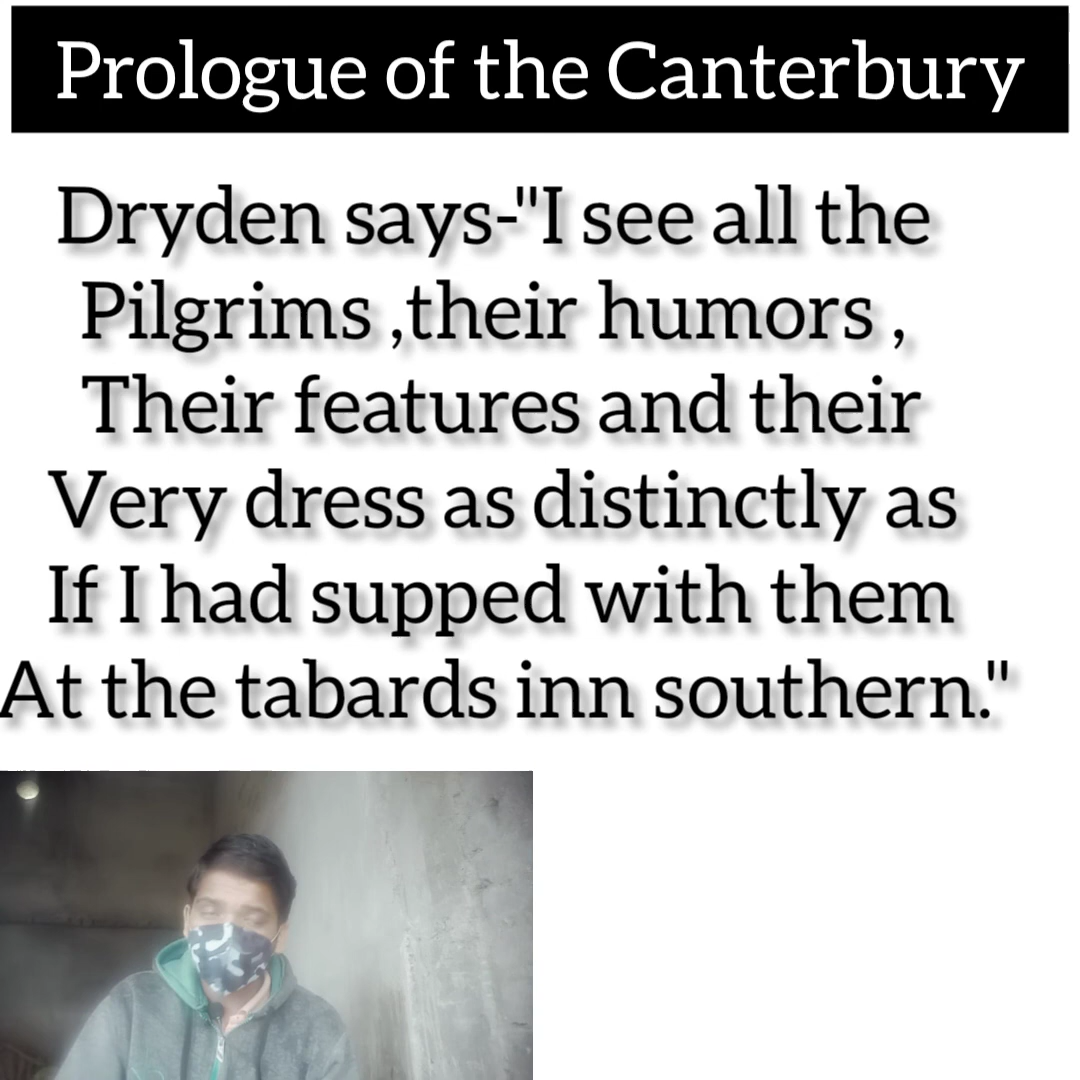 Prologue of the Canterbury
Dryden says-"I see all the
Pilgrims ,their humors ,
Their features and their
Very dress as distinctly as
If I had supped with them
At the tabards inn southern."